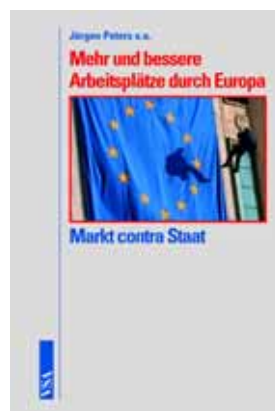 Jürgen Peters u.a.
Mehr und bessere
Arbeitsplätze durch Europa
Markt contra Staat
VSA